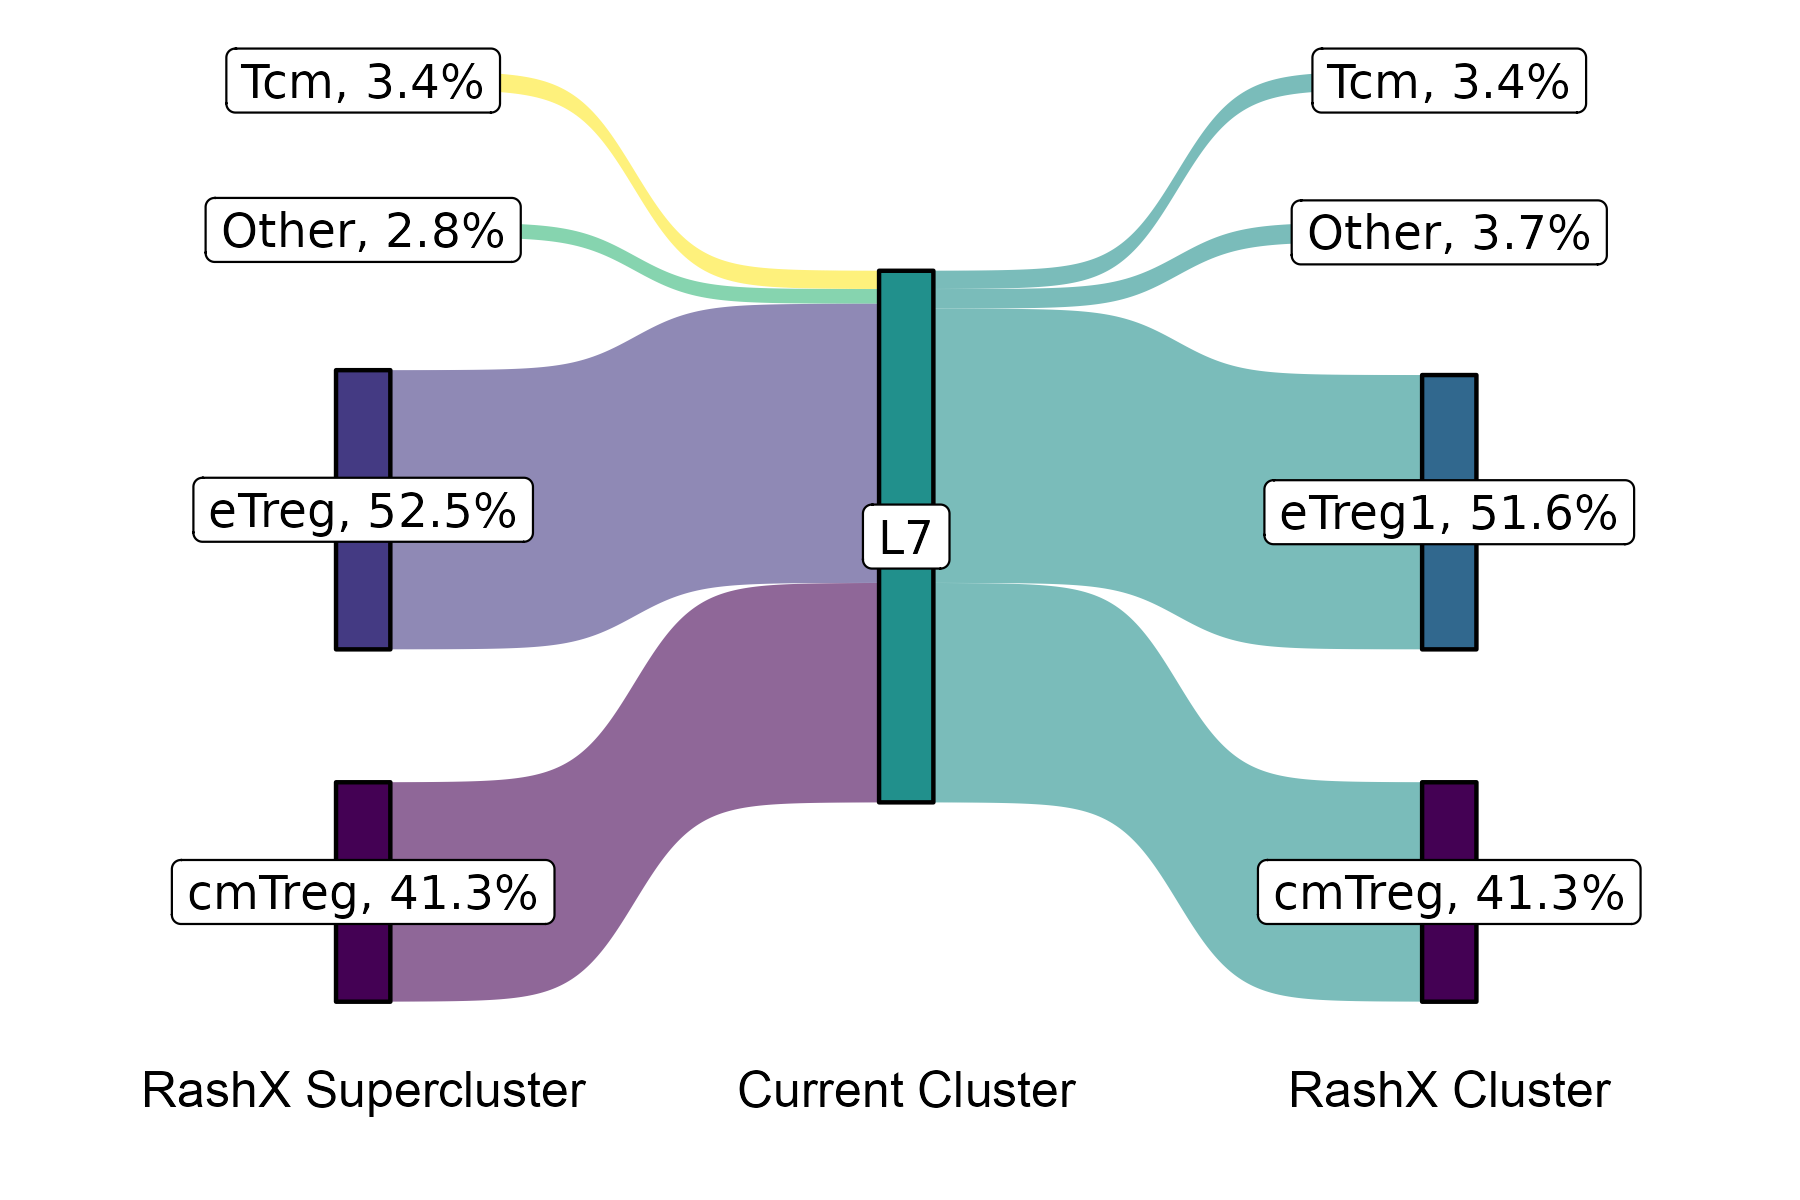 Tcm, 3.4%
Other, 2.8%
eTreg, 52.5%
cmTreg, 41.3%
L7
Tcm, 3.4%
Other, 3.7%
eTreg1, 51.6%
cmTreg, 41.3%
RashX Supercluster
Current Cluster
RashX Cluster